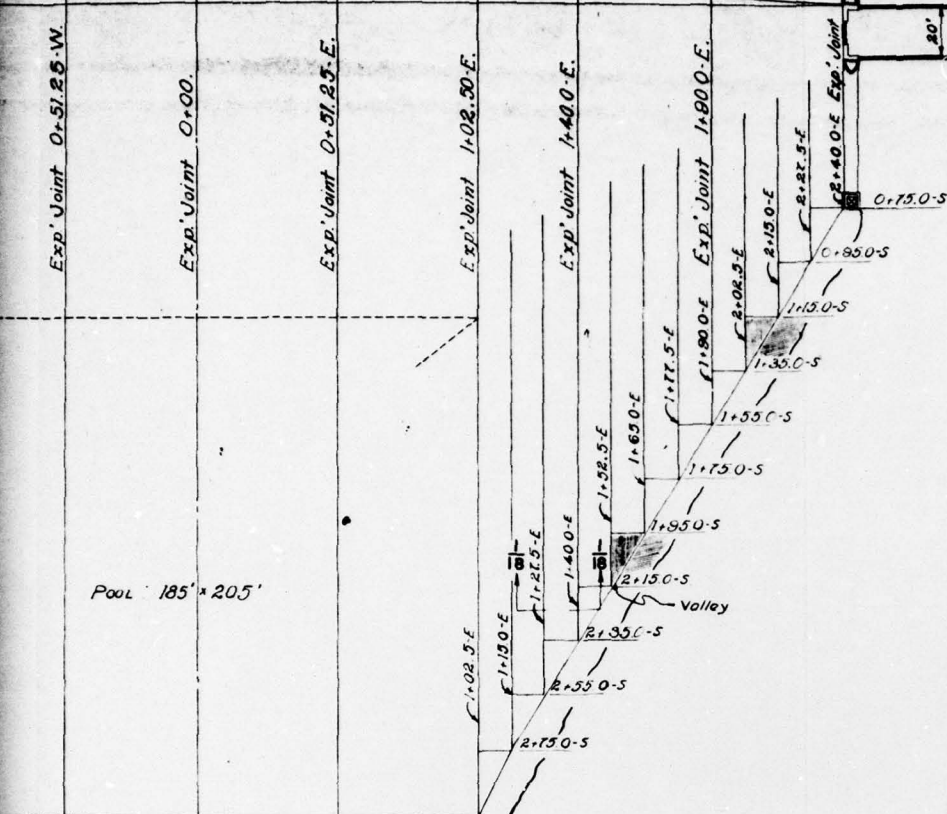 Exp.' Joint 0+51.25-W.
Exp.' Joint 0+00.
Exp.' Joint 0+51.25-E.
Exp.' Joint 1+02.50-E.
Exp.' Joint 1+40.0-E.
Exp.' Joint 1+90.0-E.
2+40.0-E Exp.' Joint
20'
2+27.5-E
2+15.0-E
2+02.5-E
1+90.0-E
1+77.5-E
1+65.0-E
1+52.5-E
1+40.0-E
1+27.5-E
1+15.0-E
1+02.5-E
0+75.0-S
0+95.0-S
1+15.0-S
1+35.0-S
1+55.0-S
1+75.0-S
1+95.0-S
2+15.0-S
Valley
2+35.0-S
2+55.0-S
2+75.0-S
1/18
1/18
POOL 185' x 205'